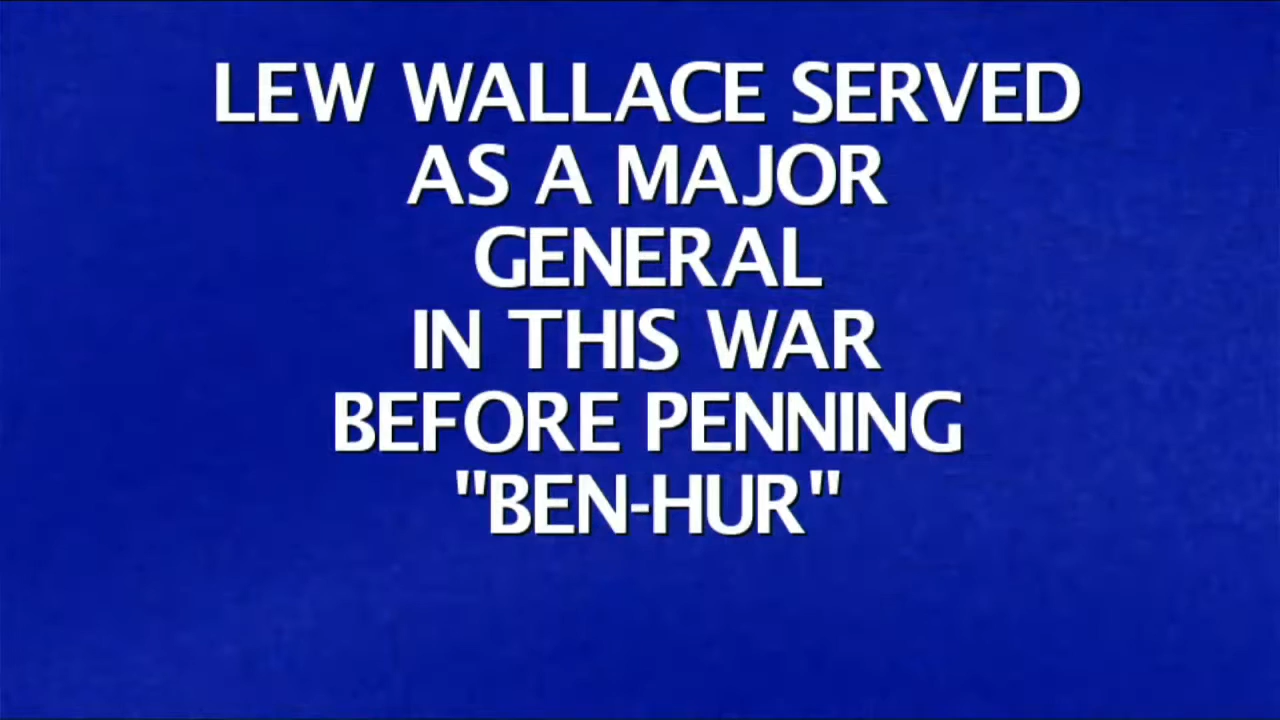 LEW WALLACE SERVED
AS A MAJOR
GENERAL
IN THIS WAR
BEFORE PENNING
"BEN-HUR"